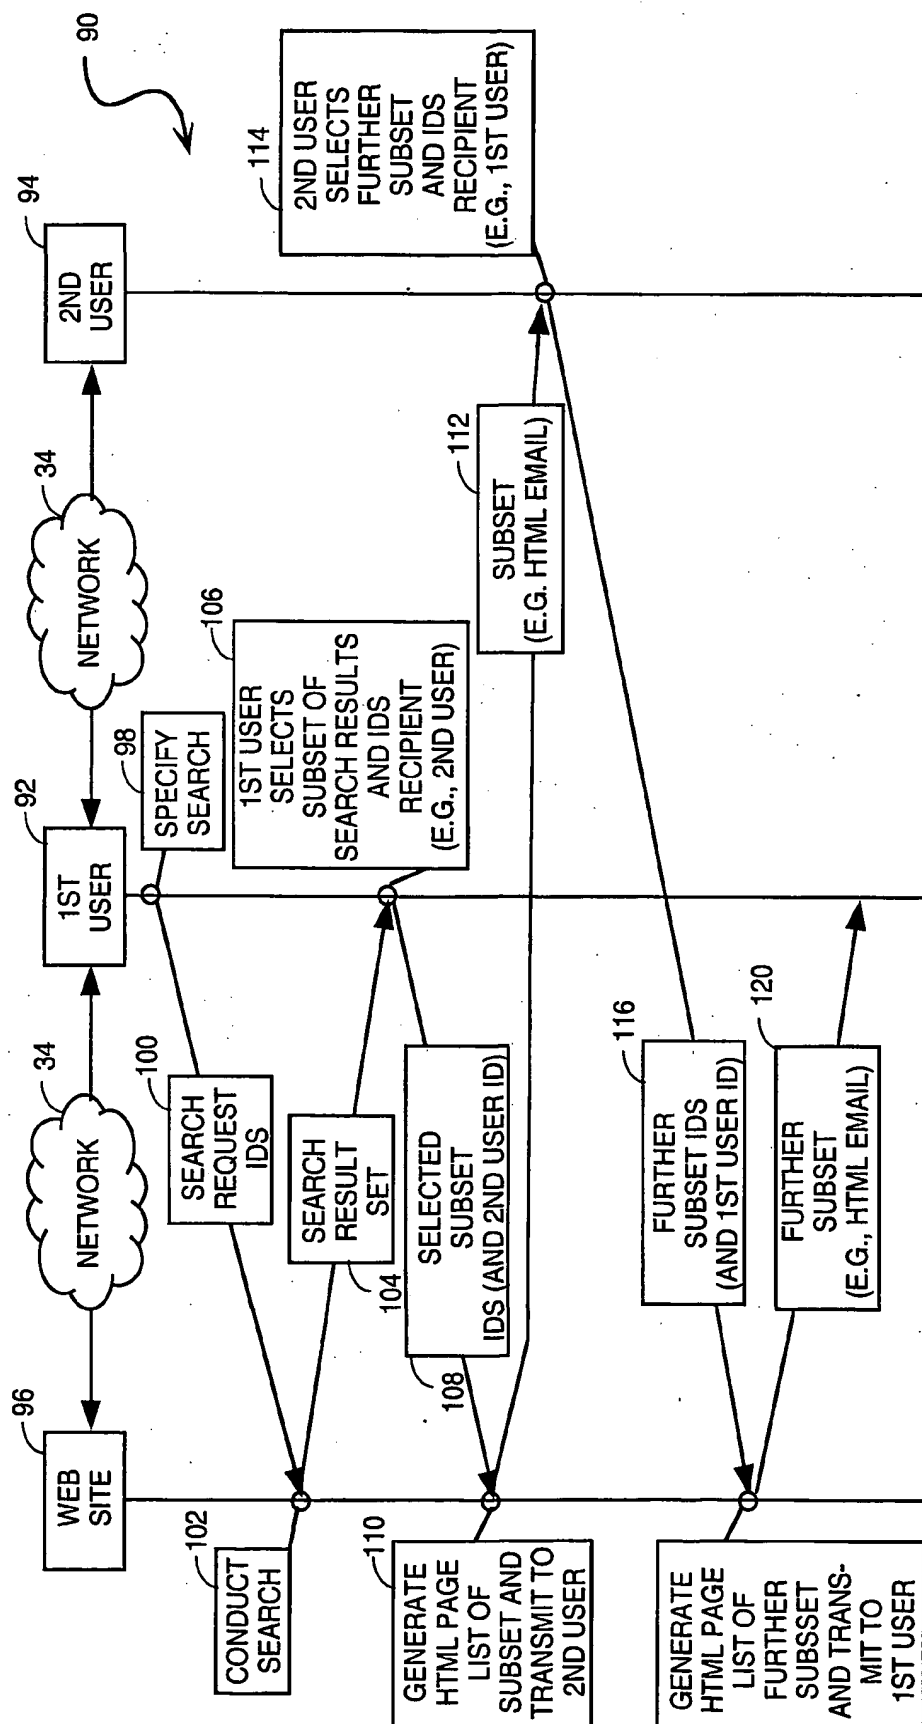 90
96
WEB
SITE
34
NETWORK
92
1ST
USER
34
NETWORK
94
2ND
USER
98
SPECIFY
SEARCH
100
SEARCH
REQUEST
IDS
102
CONDUCT
SEARCH
SEARCH
RESULT
SET
104
106
1ST USER
SELECTS
SUBSET OF
SEARCH RESULTS
AND IDS
RECIPIENT
(E.G., 2ND USER)
SELECTED
SUBSET
IDS (AND 2ND USER ID)
108
110
GENERATE
HTML PAGE
LIST OF
SUBSET AND
TRANSMIT TO
2ND USER
112
SUBSET
(E.G. HTML EMAIL)
114
2ND USER
SELECTS
FURTHER
SUBSET
AND IDS
RECIPIENT
(E.G., 1ST USER)
116
FURTHER
SUBSET IDS
(AND 1ST USER ID)
GENERATE
HTML PAGE
LIST OF
FURTHER
SUBSSET
AND TRANS-
MIT TO
1ST USER
120
FURTHER
SUBSET
(E.G., HTML EMAIL)